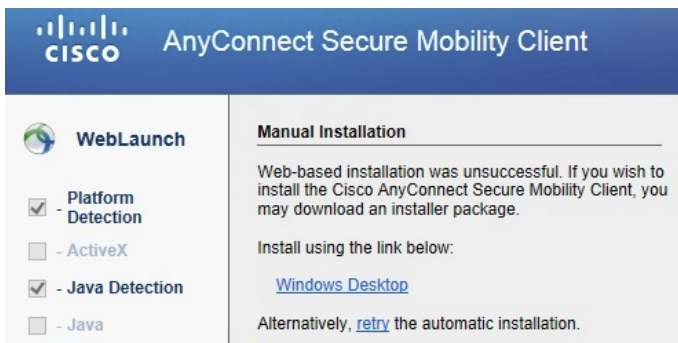 CISCO
AnyConnect Secure Mobility Client
WebLaunch
- Platform
Detection
- ActiveX
- Java Detection
- Java
Manual Installation
Web-based installation was unsuccessful. If you wish to
install the Cisco AnyConnect Secure Mobility Client, you
may download an installer package.
Install using the link below:
Windows Desktop
Alternatively, retry the automatic installation.